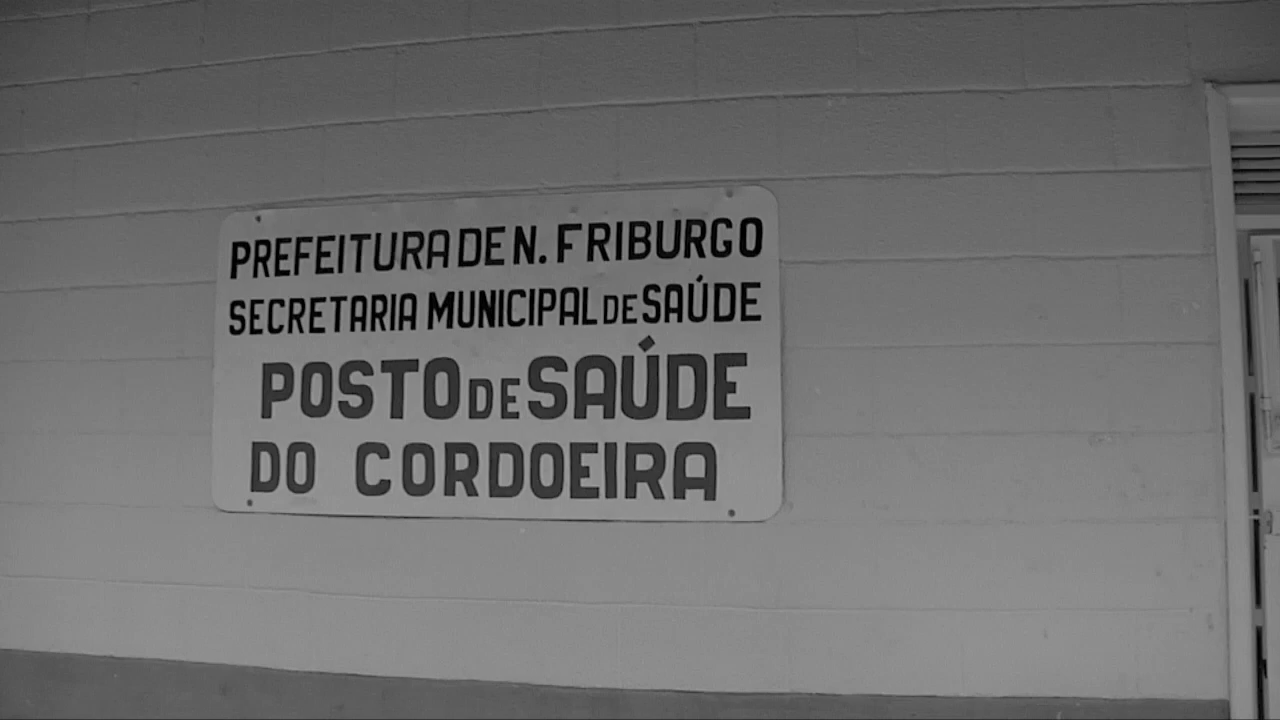 PREFEITURA DE N. FRIBURGO
SECRETARIA MUNICIPAL DE SAÚDE
POSTO DE SAÚDE
DO CORDOEIRA